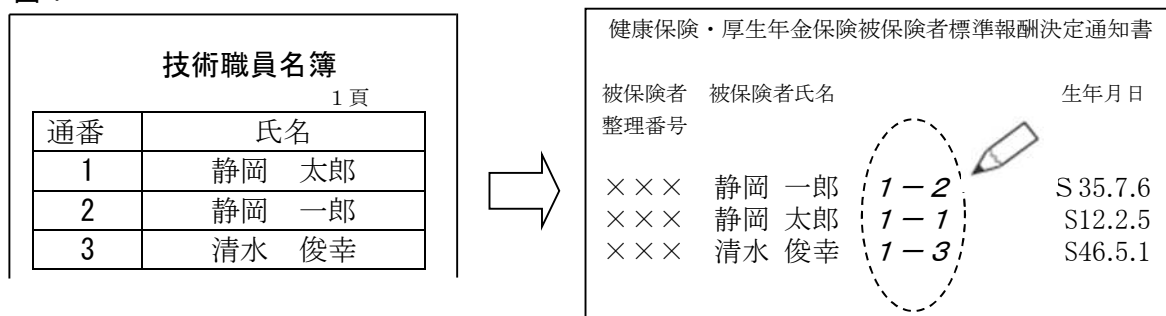 技術職員名簿
1頁
通番 氏名
1 静岡 太郎
2 静岡 一郎
3 清水 俊幸
健康保険・厚生年金保険被保険者標準報酬決定通知書
被保険者 被保険者氏名 生年月日
整理番号
××× 静岡 一郎 1－2 S 35.7.6
××× 静岡 太郎 1－1 S12.2.5
××× 清水 俊幸 1－3 S46.5.1